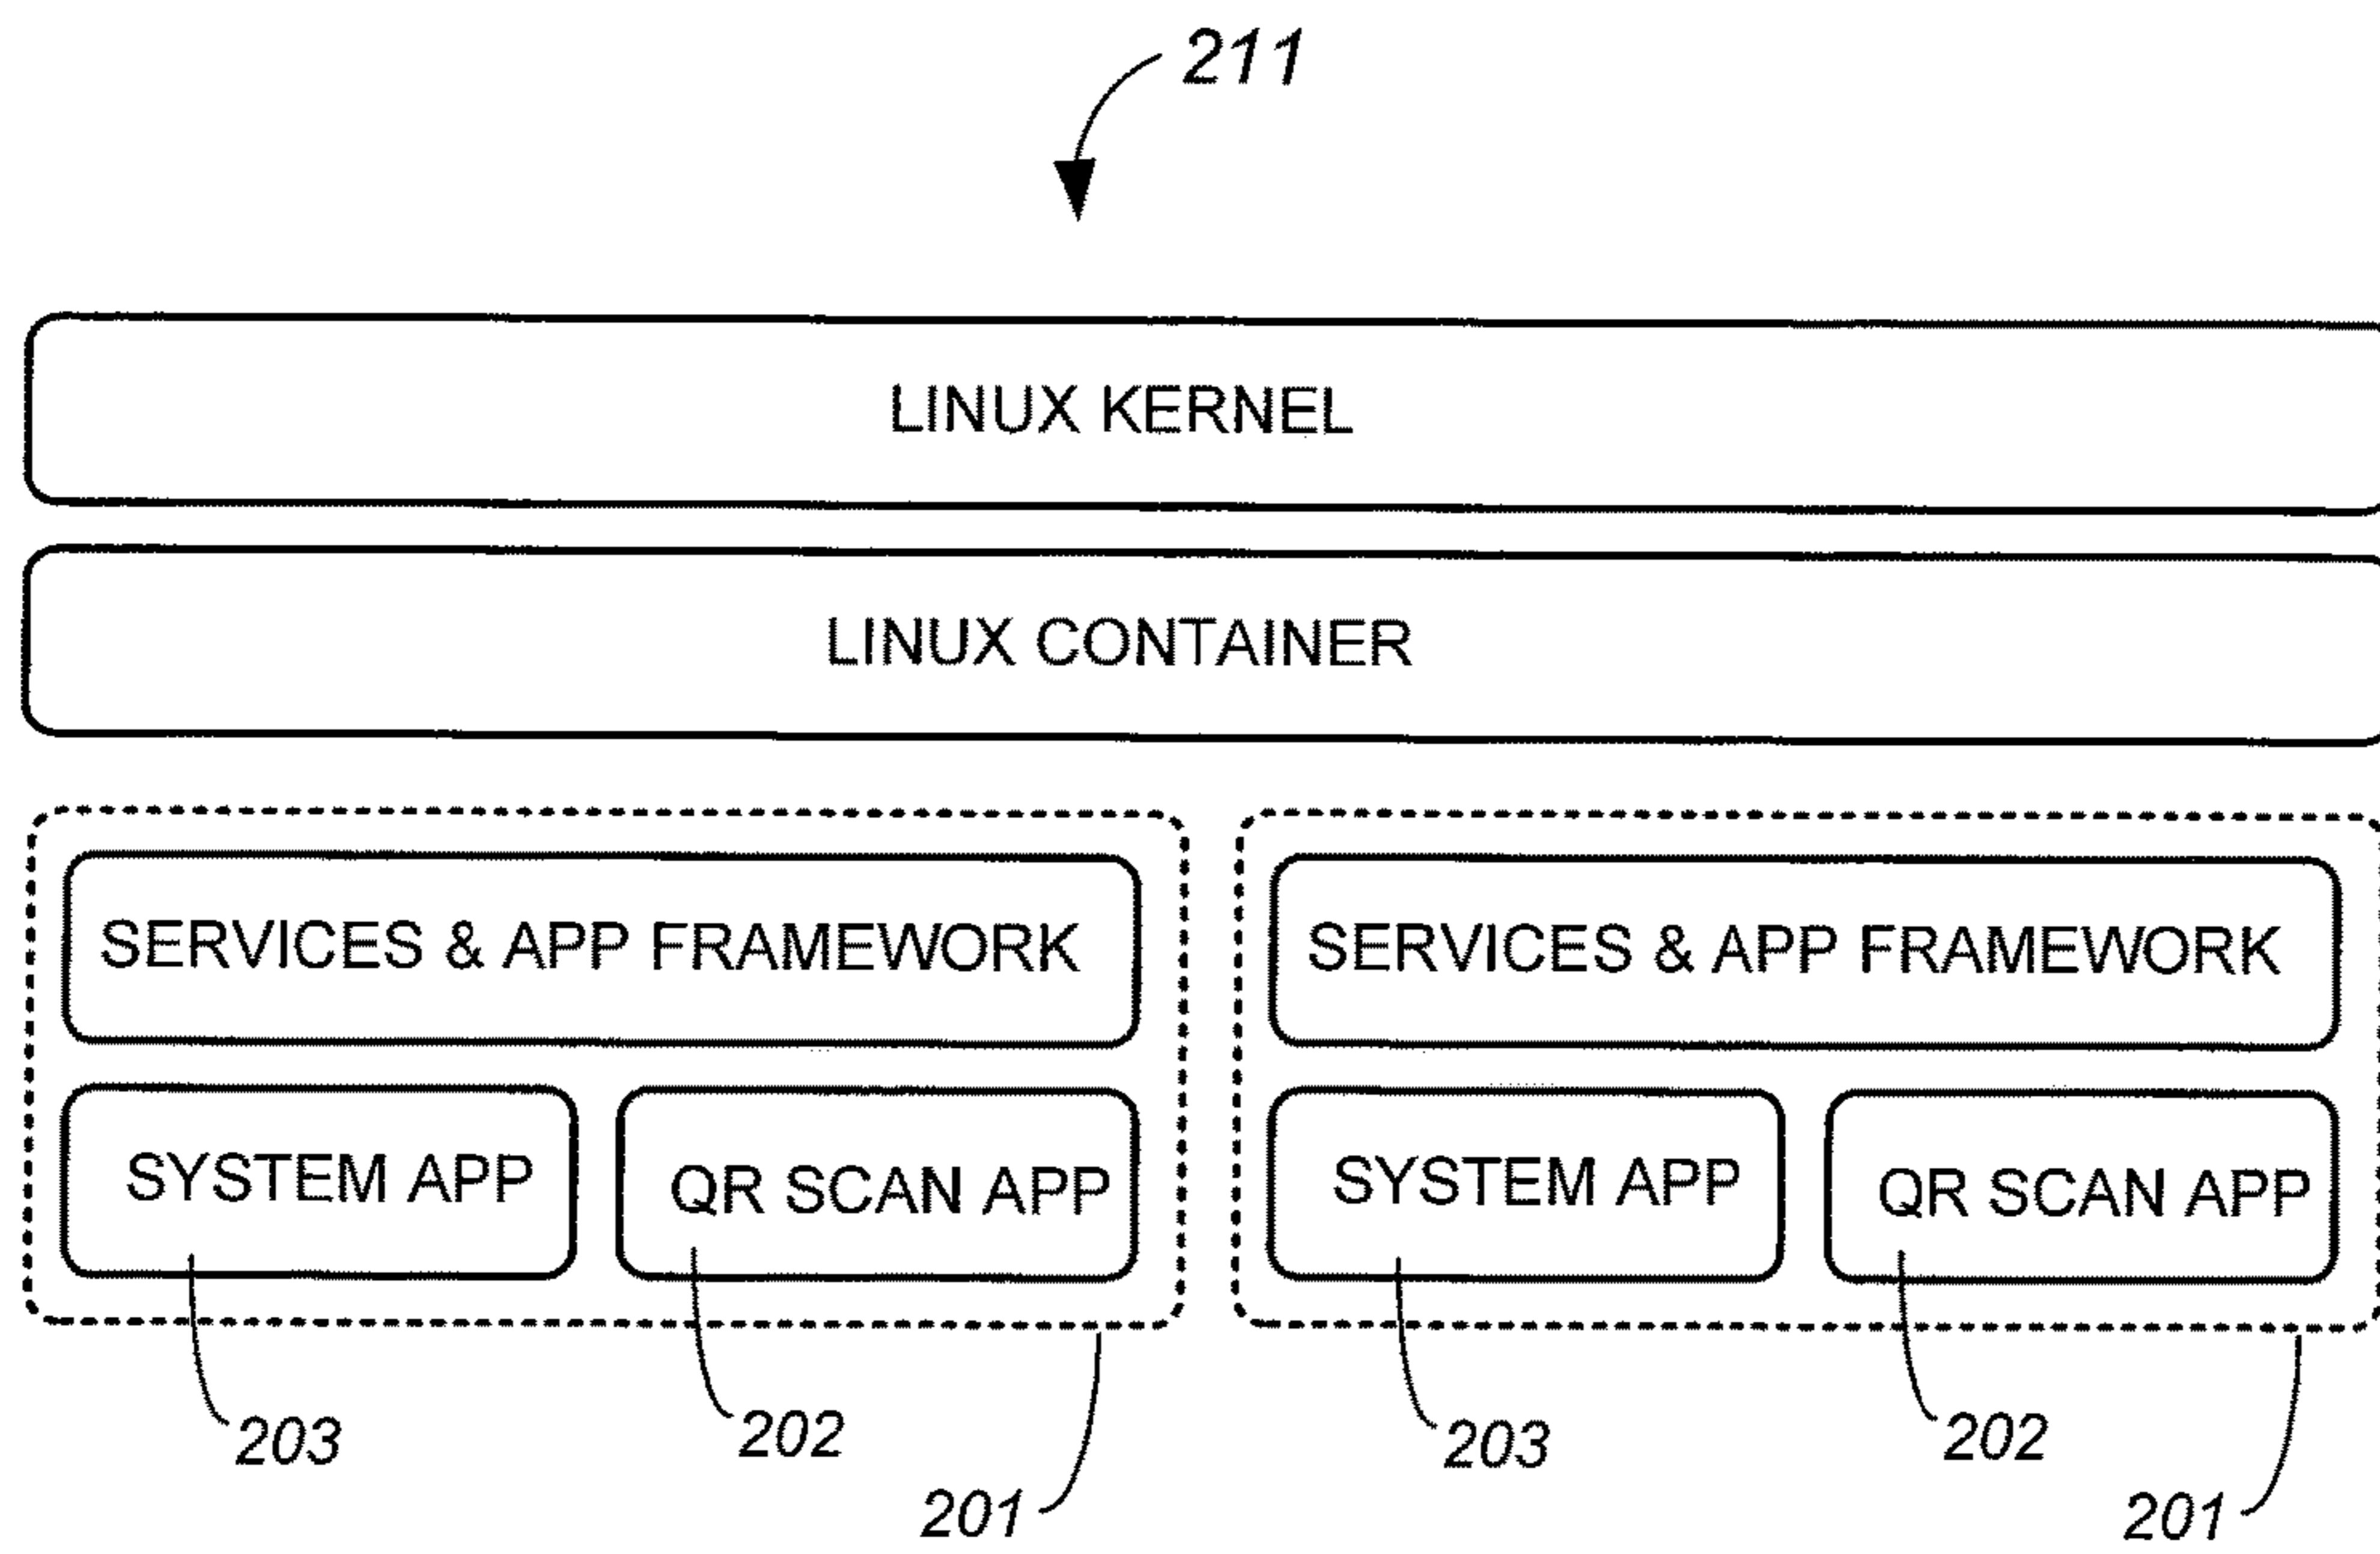 211
LINUX KERNEL
LINUX CONTAINER
SERVICES & APP FRAMEWORK
SERVICES & APP FRAMEWORK
SYSTEM APP
QR SCAN APP
SYSTEM APP
QR SCAN APP
203
202
201
203
202
201